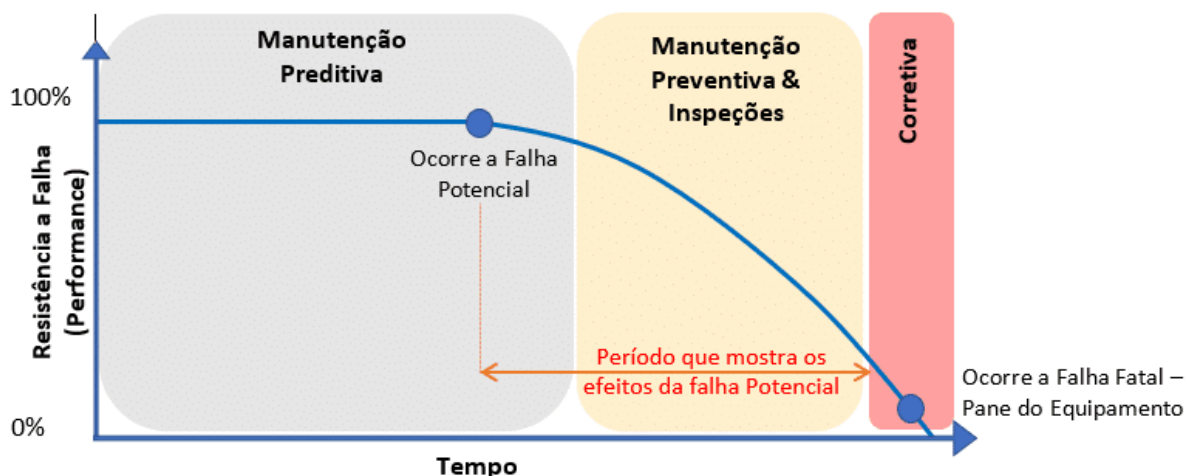 Manutenção
Preditiva
Manutenção
Preventiva &
Inspeções
Corretiva
100%
Resistência a Falha
(Performance)
Ocorre a Falha
Potencial
Período que mostra os
efeitos da falha Potencial
Ocorre a Falha Fatal –
Pane do Equipamento
0%
Tempo